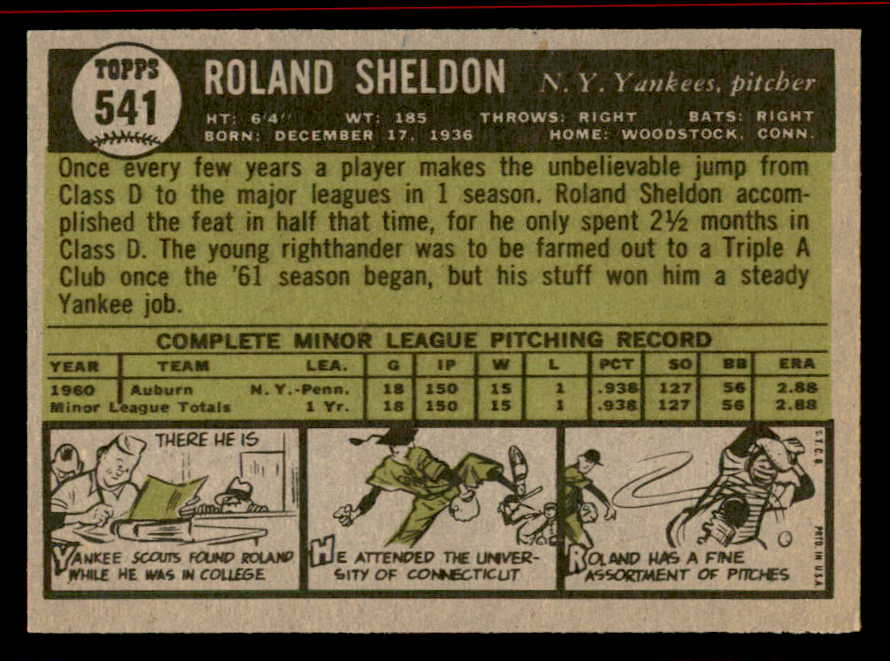 TOPPS
541
ROLAND SHELDON N. Y. Yankees, pitcher
HT: 6'4" WT: 185 THROWS: RIGHT BATS: RIGHT
BORN: DECEMBER 17, 1936 HOME: WOODSTOCK, CONN.
Once every few years a player makes the unbelievable jump from
Class D to the major leagues in 1 season. Roland Sheldon accom-
plished the feat in half that time, for he only spent 2½ months in
Class D. The young righthander was to be farmed out to a Triple A
Club once the '61 season began, but his stuff won him a steady
Yankee job.
COMPLETE MINOR LEAGUE PITCHING RECORD
YEAR TEAM LEA. G IP W L PCT SO BB ERA
1960 Auburn N.Y.-Penn. 18 150 15 1 .938 127 56 2.88
Minor League Totals 1 Yr. 18 150 15 1 .938 127 56 2.88
THERE HE IS
YANKEE SCOUTS FOUND ROLAND
WHILE HE WAS IN COLLEGE
HE ATTENDED THE UNIVER-
SITY OF CONNECTICUT
ROLAND HAS A FINE
ASSORTMENT OF PITCHES
©T.C.G. PRTD. IN U.S.A.